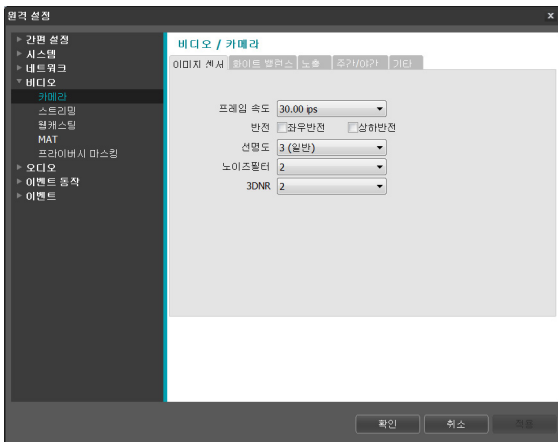 원격 설정 x
간편 설정
시스템
네트워크
비디오
카메라
스트리밍
웹캐스팅
MAT
프라이버시 마스킹
오디오
이벤트 동작
이벤트
비디오 / 카메라
이미지 센서 화이트 밸런스 노출 주간/야간 기타
프레임 속도 30.00 ips
반전 좌우반전 상하반전
선명도 3 (일반)
노이즈필터 2
3DNR 2
확인 취소 적용